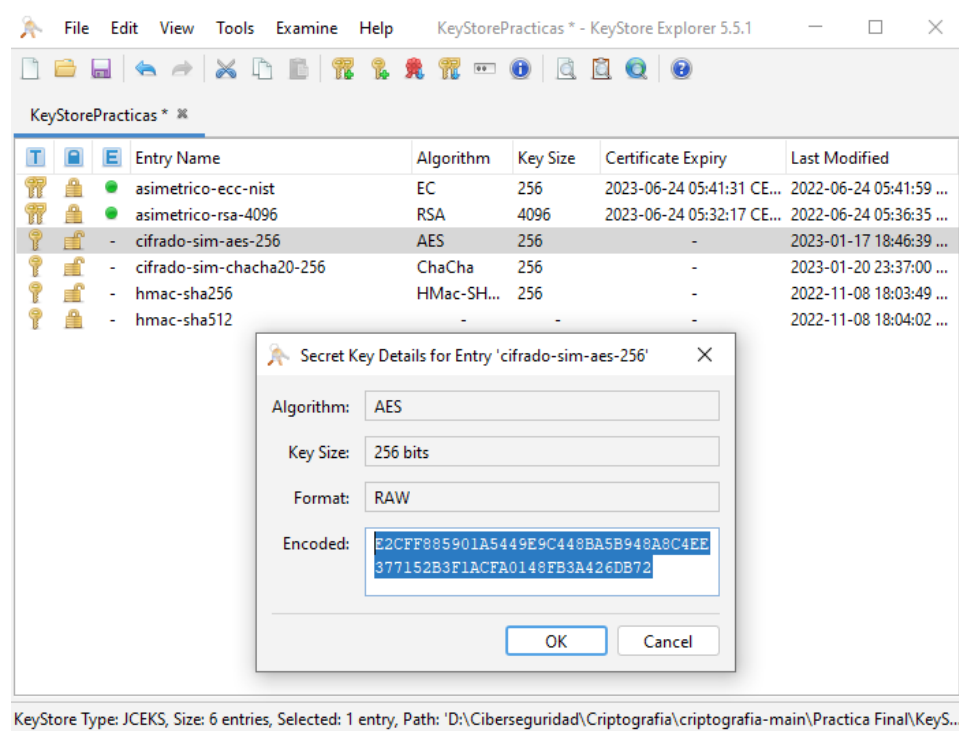 File Edit View Tools Examine Help KeyStorePracticas * - KeyStore Explorer 5.5.1
KeyStorePracticas *
T E Entry Name Algorithm Key Size Certificate Expiry Last Modified
asimetrico-ecc-nist EC 256 2023-06-24 05:41:31 CE... 2022-06-24 05:41:59 ...
asimetrico-rsa-4096 RSA 4096 2023-06-24 05:32:17 CE... 2022-06-24 05:36:35 ...
- cifrado-sim-aes-256 AES 256 - 2023-01-17 18:46:39 ...
- cifrado-sim-chacha20-256 ChaCha 256 - 2023-01-20 23:37:00 ...
- hmac-sha256 HMac-SH... 256 - 2022-11-08 18:03:49 ...
- hmac-sha512 - - - 2022-11-08 18:04:02 ...
Secret Key Details for Entry 'cifrado-sim-aes-256'
Algorithm: AES
Key Size: 256 bits
Format: RAW
Encoded: E2CFF885901A5449E9C448BA5B948A8C4EE
377152B3F1ACFA0148FB3A426DB72
OK Cancel
KeyStore Type: JCEKS, Size: 6 entries, Selected: 1 entry, Path: 'D:\Ciberseguridad\Criptografia\criptografia-main\Practica Final\KeyS...